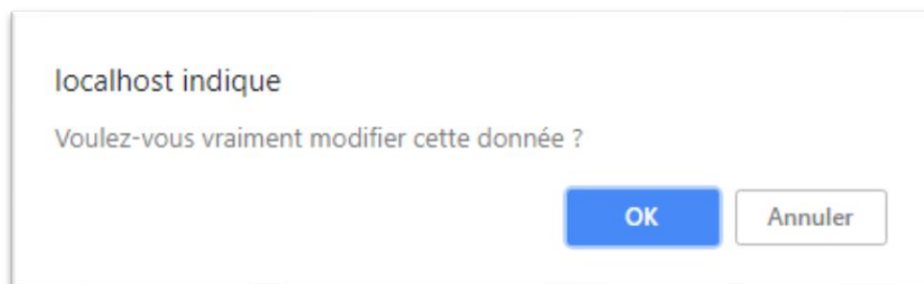 localhost indique
Voulez-vous vraiment modifier cette donnée ?
OK Annuler